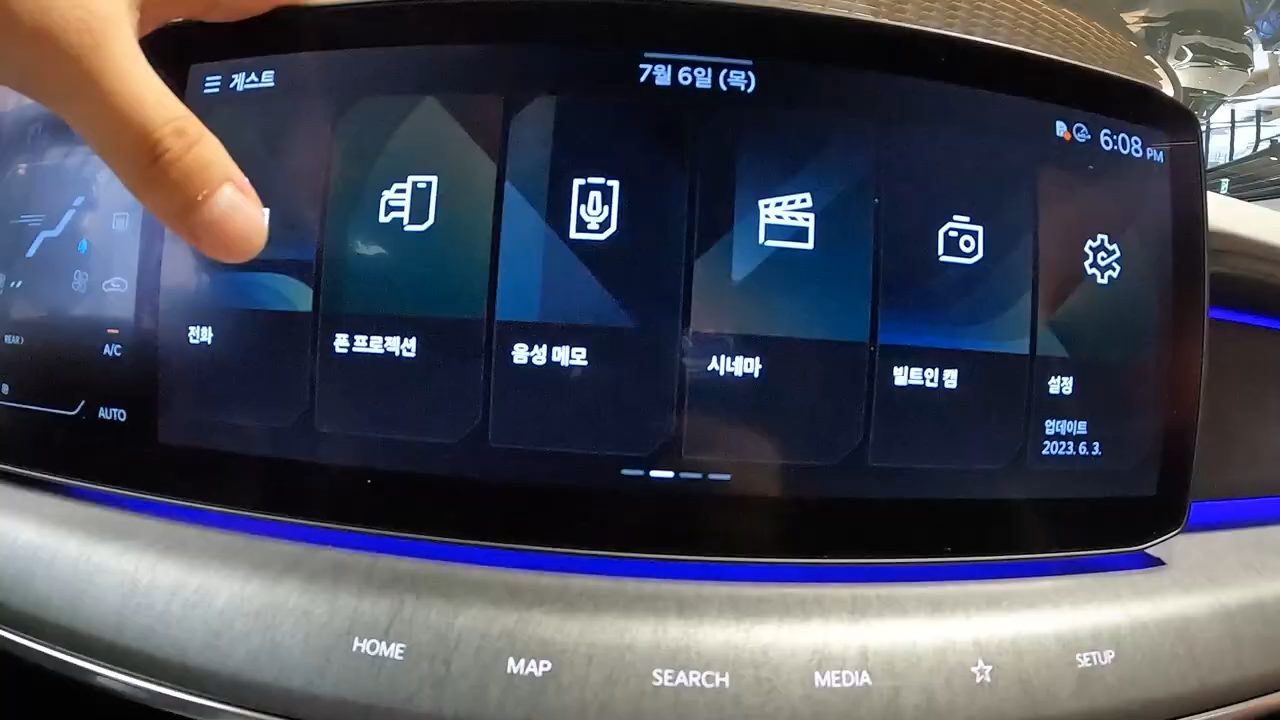 게스트
7월 6일 (목)
6:08 PM
전화
폰 프로젝션
음성 메모
시네마
빌트인 캠
설정
업데이트
2023. 6. 3.
REAR
A/C
AUTO
HOME
MAP
SEARCH
MEDIA
SETUP